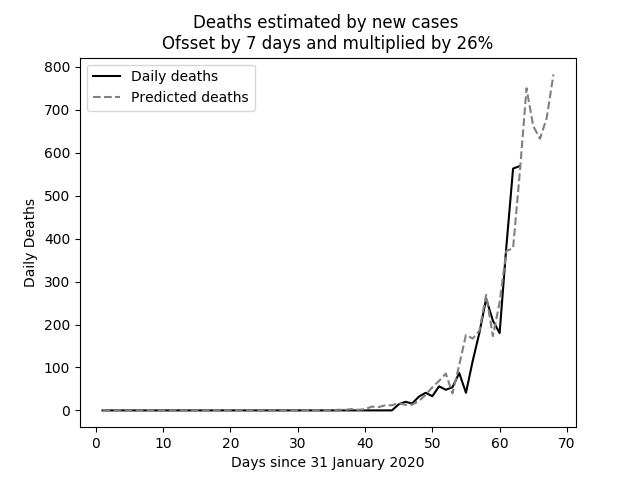 Deaths estimated by new cases
Ofsset by 7 days and multiplied by 26%
Daily deaths
Predicted deaths
800
700
600
500
400
300
200
100
0
Daily Deaths
0 10 20 30 40 50 60 70
Days since 31 January 2020